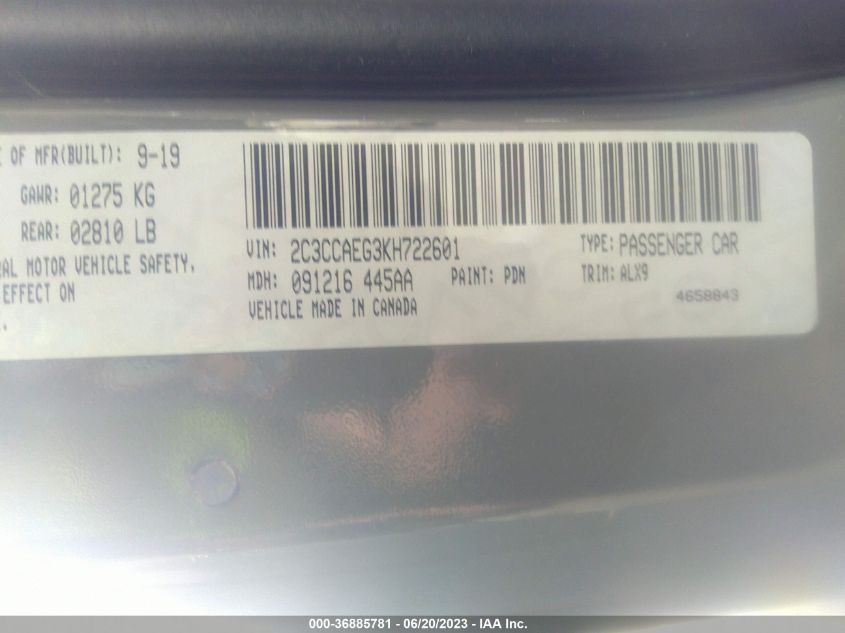 E OF MFR(BUILT): 9-19
GAWR: 01275 KG
REAR: 02810 LB
RAL MOTOR VEHICLE SAFETY,
EFFECT ON
VIN: 2C3CCAEG3KH722601
TYPE: PASSENGER CAR
MDH: 091216 445AA
PAINT: PDN
TRIM: ALX9
VEHICLE MADE IN CANADA
4658843
000-36885781 - 06/20/2023 - IAA Inc.